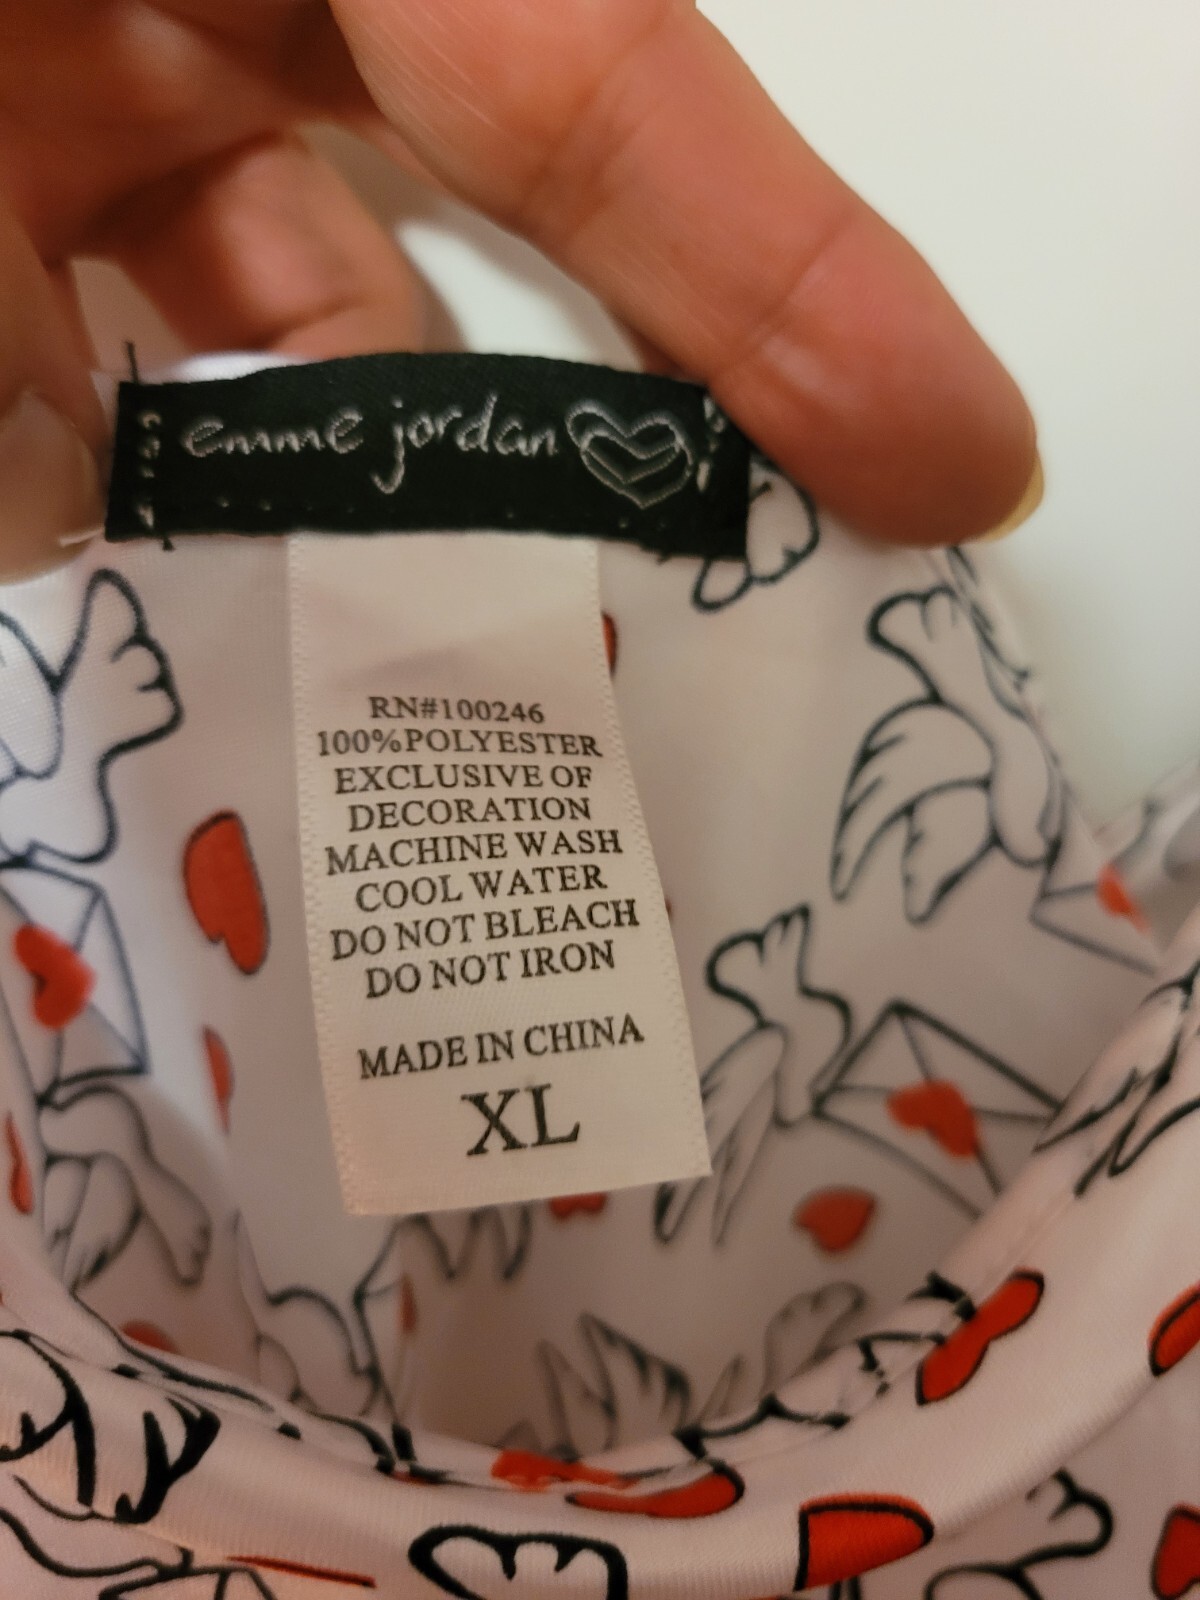 emme jordan
RN#100246
100%POLYESTER
EXCLUSIVE OF
DECORATION
MACHINE WASH
COOL WATER
DO NOT BLEACH
DO NOT IRON
MADE IN CHINA
XL